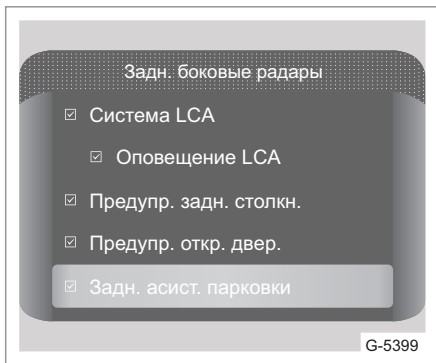 Задн. боковые радары
Система LCA
Оповещение LCA
Предупр. задн. столкн.
Предупр. откр. двер.
Задн. асист. парковки
G-5399